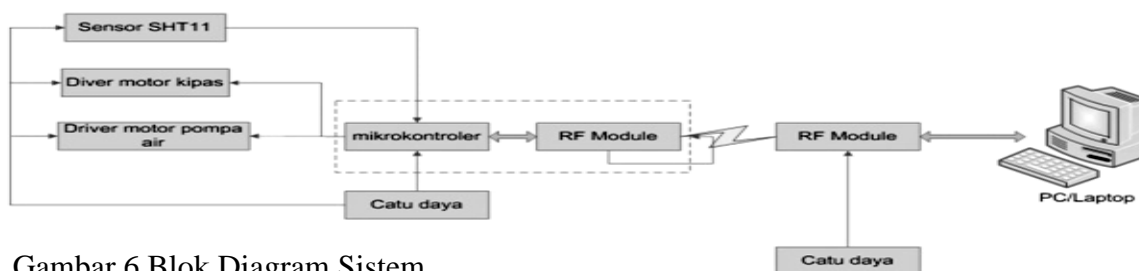 Sensor SHT11
Diver motor kipas
Driver motor pompa
air
mikrokontroler
RF Module
RF Module
PC/Laptop
Catu daya
Catu daya
Gambar 6 Blok Diagram Sistem